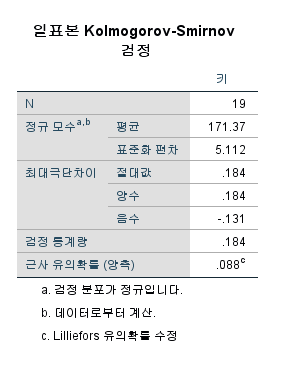 일표본 Kolmogorov-Smirnov
검정
키
N 19
정규 모수a,b 평균 171.37
표준화 편차 5.112
최대극단차이 절대값 .184
양수 .184
음수 -.131
검정 통계량 .184
근사 유의확률 (양측) .088c
a. 검정 분포가 정규입니다.
b. 데이터로부터 계산.
c. Lilliefors 유의확률 수정